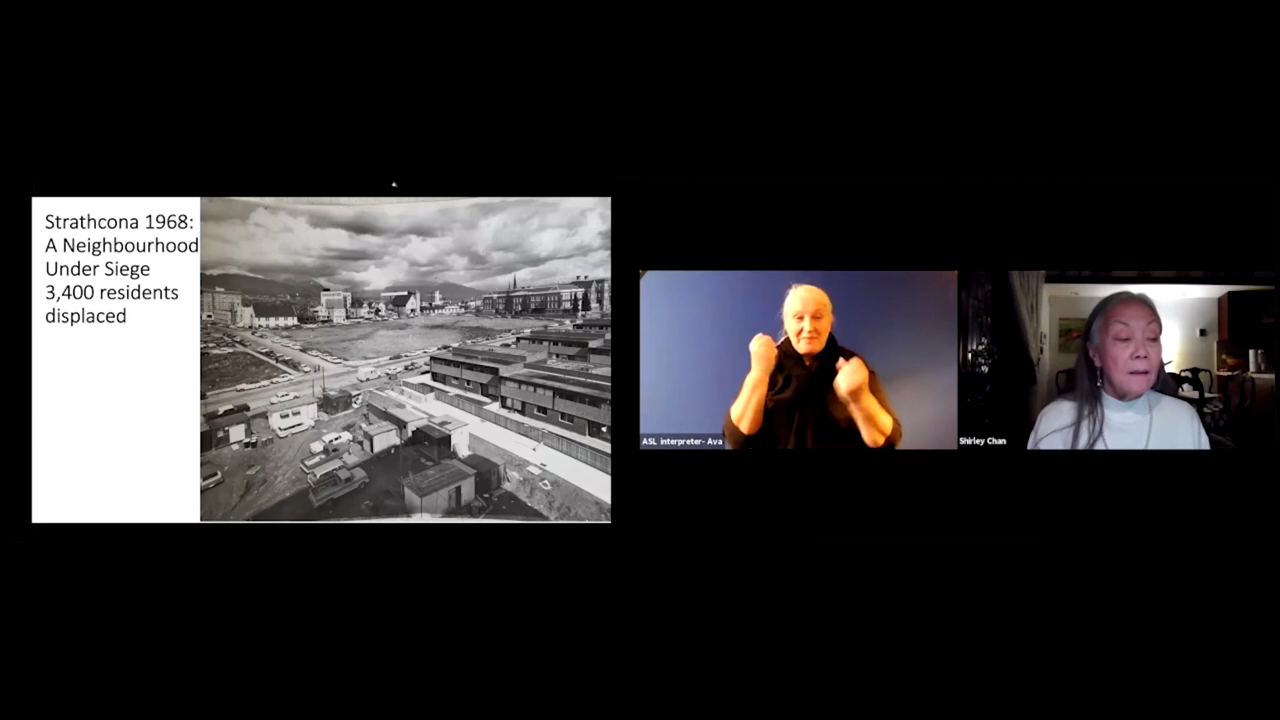 Strathcona 1968:
A Neighbourhood
Under Siege
3,400 residents
displaced
ASL interpreter- Ava
Shirley Chan